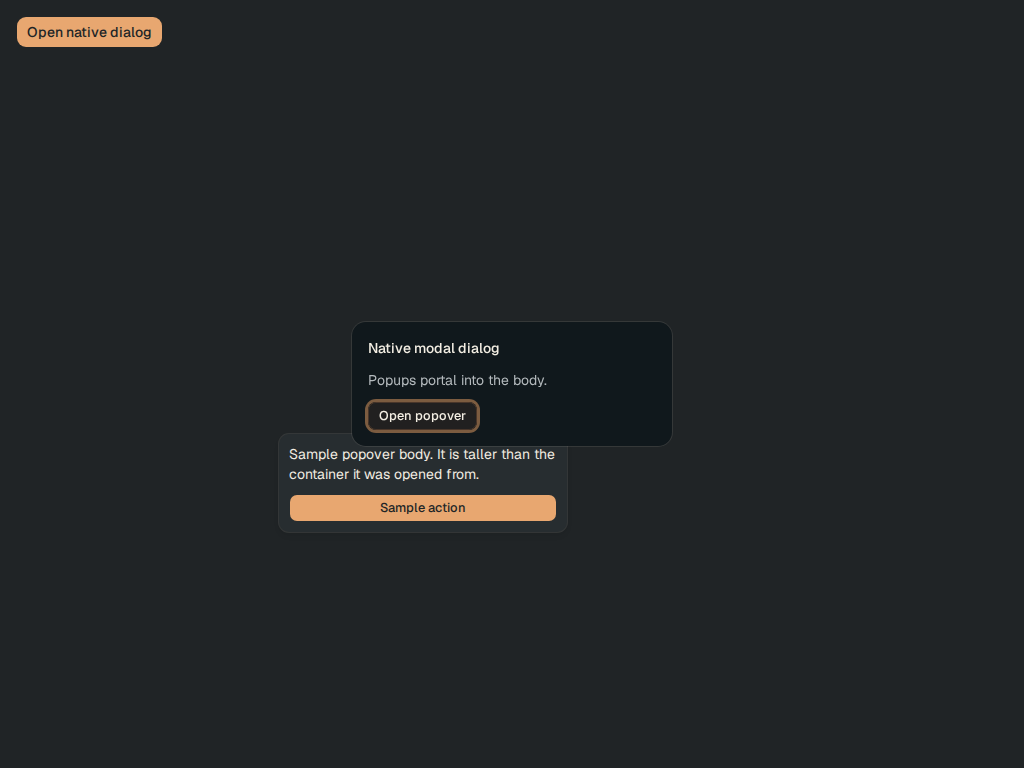 Open native dialog
Native modal dialog
Popups portal into the body.
Open popover
Sample popover body. It is taller than the
container it was opened from.
Sample action